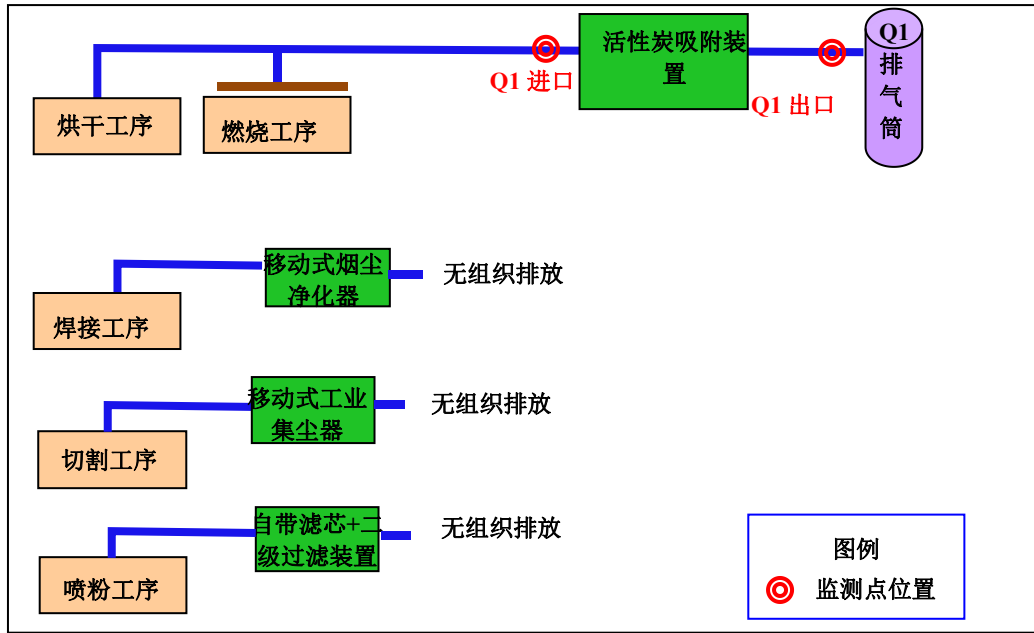 活性炭吸附装
置
Q1
排
气
筒
Q1 进口
Q1 出口
烘干工序
燃烧工序
移动式烟尘
净化器
无组织排放
焊接工序
移动式工业
集尘器
无组织排放
切割工序
自带滤芯+二
级过滤装置
无组织排放
喷粉工序
图例
监测点位置